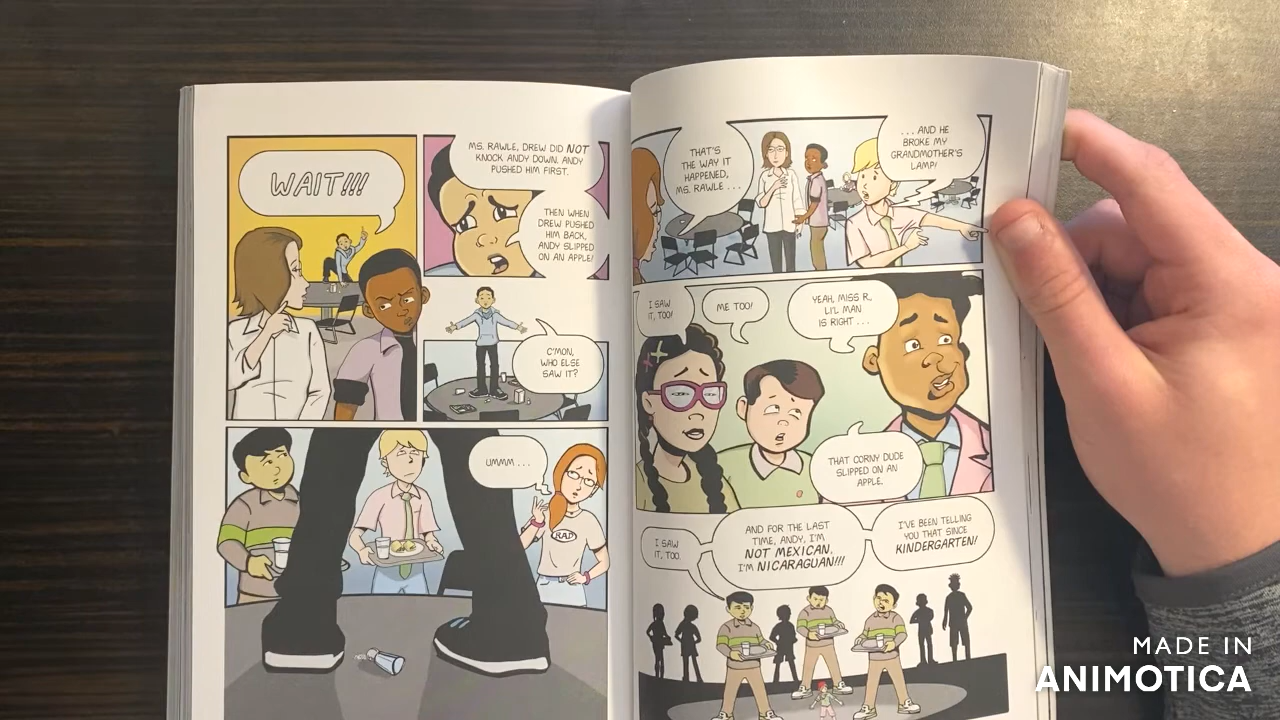 WAIT!!!
MS. RAWLE, DREW DID NOT
KNOCK ANDY DOWN. ANDY
PUSHED HIM FIRST.
THEN WHEN
DREW PUSHED
HIM BACK,
ANDY SLIPPED
ON AN APPLE!
C'MON,
WHO ELSE
SAW IT?
UMMM . . .
RAD
THAT'S
THE WAY IT
HAPPENED,
MS. RAWLE . . .
. . . AND HE
BROKE MY
GRANDMOTHER'S
LAMP!
I SAW
IT, TOO!
ME TOO!
YEAH, MISS R.,
LI'L MAN
IS RIGHT . . .
THAT CORNY DUDE
SLIPPED ON AN
APPLE.
I SAW
IT, TOO.
AND FOR THE LAST
TIME, ANDY, I'M
NOT MEXICAN.
I'M NICARAGUAN!!!
I'VE BEEN TELLING
YOU THAT SINCE
KINDERGARTEN!
MADE IN
ANIMOTICA